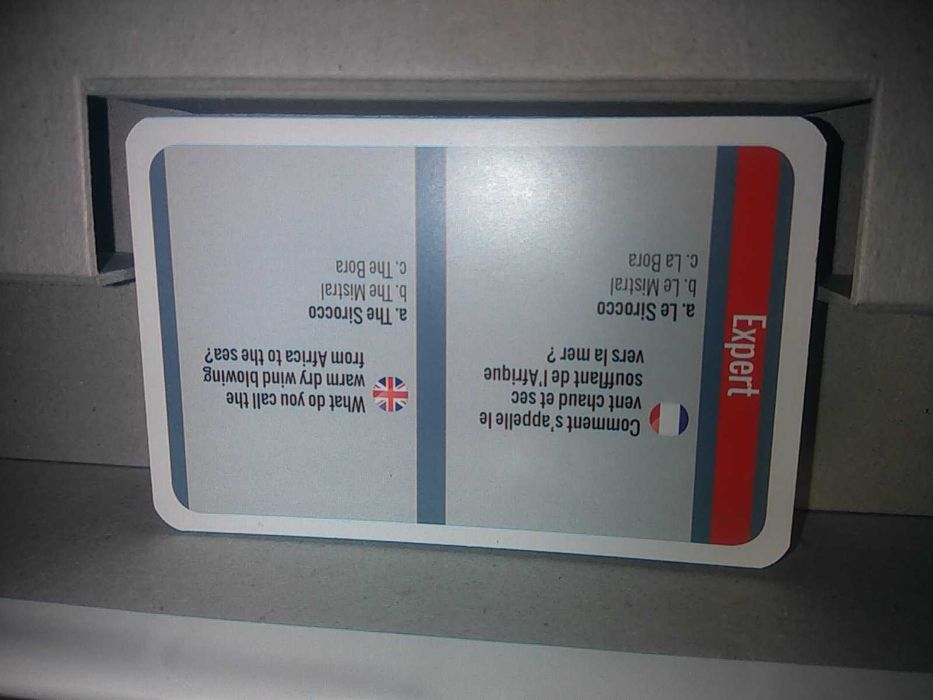 Expert
Comment s'appelle le
vent chaud et sec
soufflant de l'Afrique
vers la mer ?
a. Le Sirocco
b. Le Mistral
c. La Bora
What do you call the
warm dry wind blowing
from Africa to the sea?
a. The Sirocco
b. The Mistral
c. The Bora